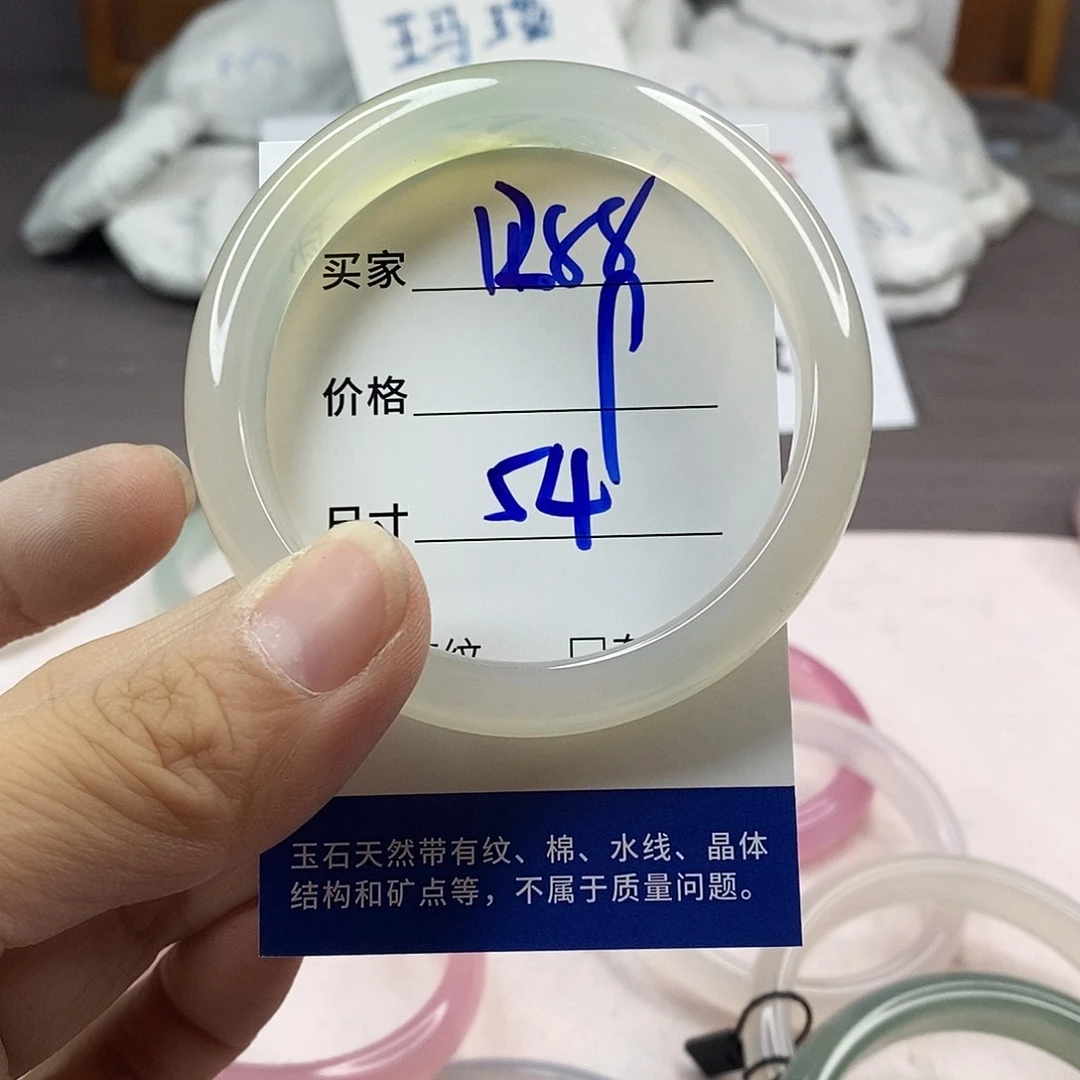 玛瑙
买家 1288
价格
尺寸 54
玉石天然带有纹、棉、水线、晶体
结构和矿点等，不属于质量问题。